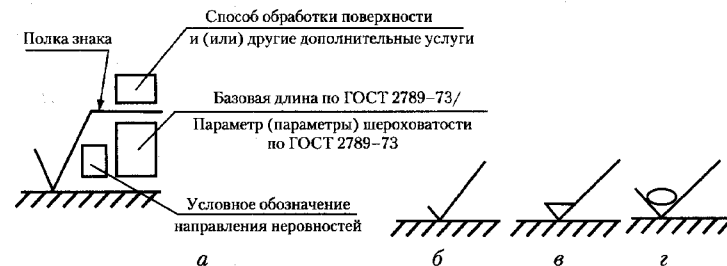 Способ обработки поверхности
и (или) другие дополнительные услуги
Полка знака
Базовая длина по ГОСТ 2789–73/
Параметр (параметры) шероховатости
по ГОСТ 2789–73
Условное обозначение
направления неровностей
а
б
в
г